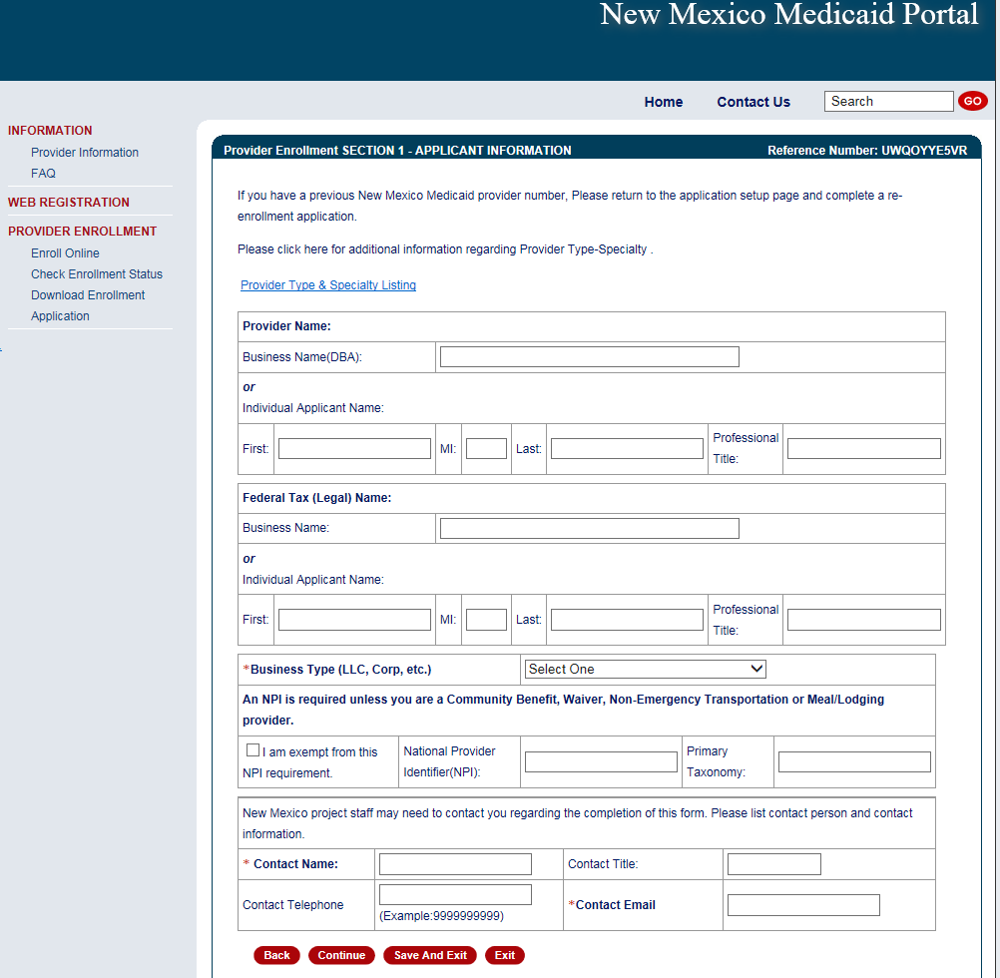 New Mexico Medicaid Portal
Home Contact Us Search GO
INFORMATION
Provider Information
FAQ
WEB REGISTRATION
PROVIDER ENROLLMENT
Enroll Online
Check Enrollment Status
Download Enrollment
Application
Provider Enrollment SECTION 1 - APPLICANT INFORMATION Reference Number: UWQOYYE5VR
If you have a previous New Mexico Medicaid provider number, Please return to the application setup page and complete a re-
enrollment application.
Please click here for additional information regarding Provider Type-Specialty .
Provider Type & Specialty Listing
Provider Name:
Business Name(DBA):
or
Individual Applicant Name:
First: MI: Last: Professional
Title:
Federal Tax (Legal) Name:
Business Name:
or
Individual Applicant Name:
First: MI: Last: Professional
Title:
*Business Type (LLC, Corp, etc.) Select One
An NPI is required unless you are a Community Benefit, Waiver, Non-Emergency Transportation or Meal/Lodging
provider.
I am exempt from this
NPI requirement.
National Provider
Identifier(NPI):
Primary
Taxonomy:
New Mexico project staff may need to contact you regarding the completion of this form. Please list contact person and contact
information.
* Contact Name: Contact Title:
Contact Telephone (Example:9999999999) *Contact Email
Back Continue Save And Exit Exit